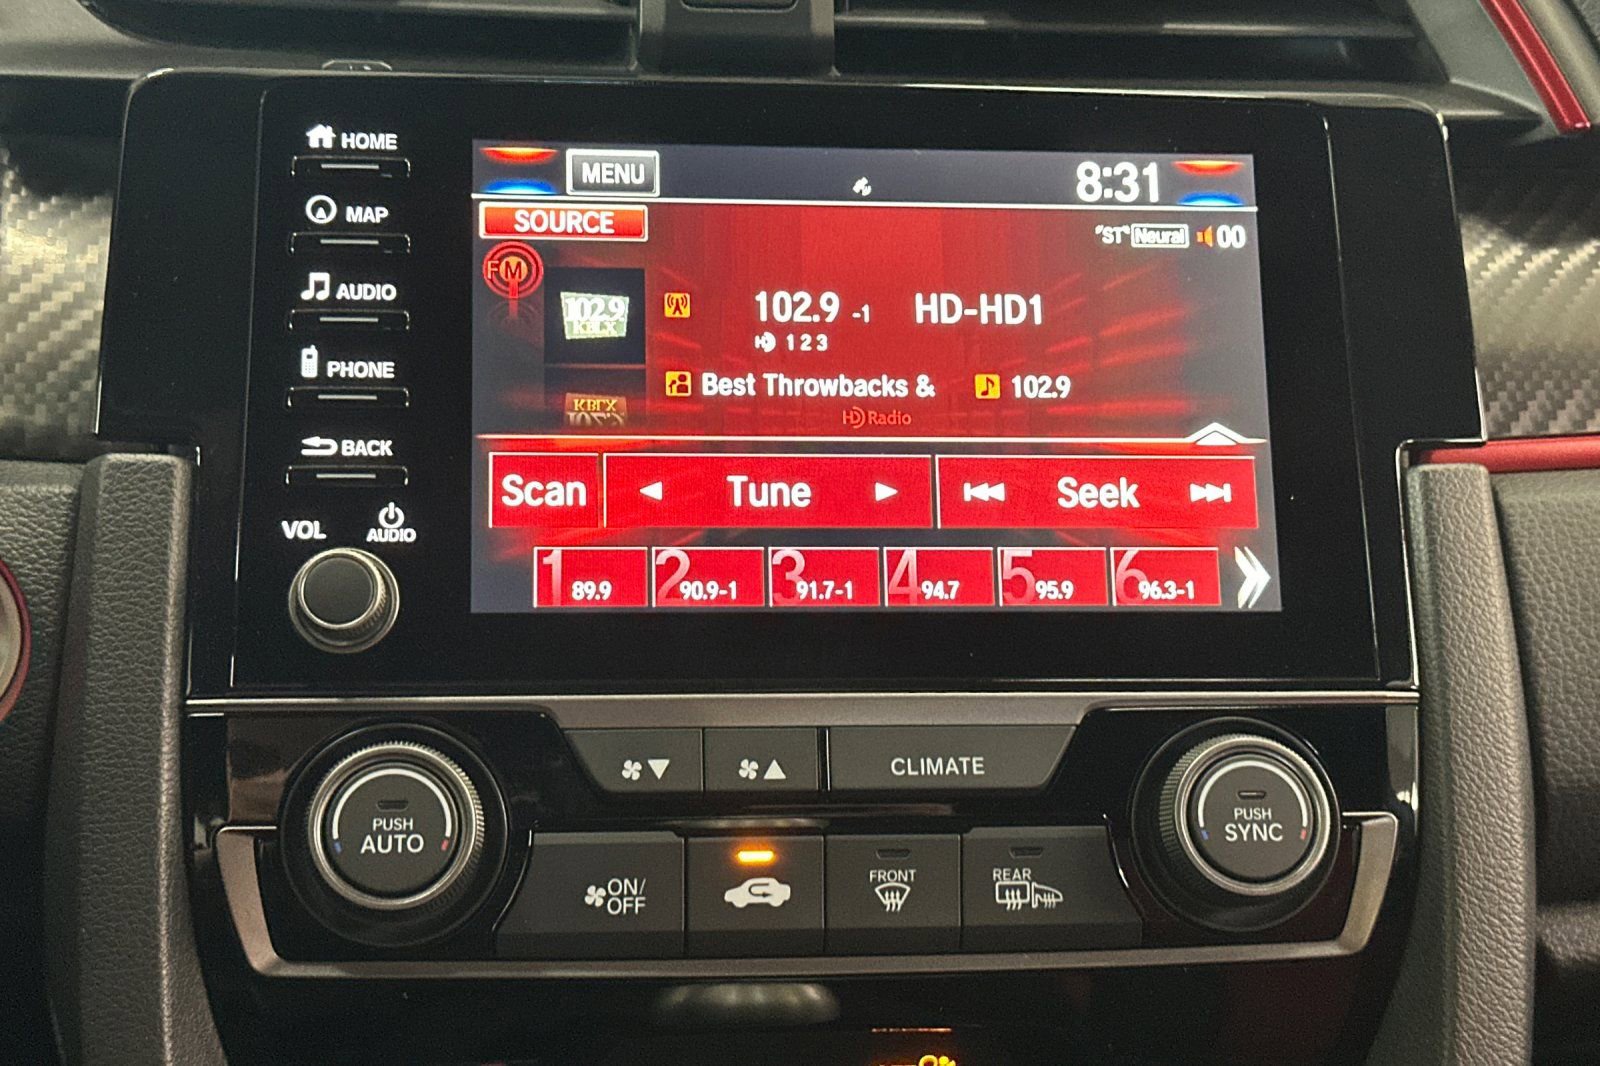 HOME
MAP
AUDIO
PHONE
BACK
VOL
AUDIO
MENU
8:31
SOURCE
"ST" Neural 00
FM
102.9
KBLX
102.9 -1 HD-HD1
HD 1 2 3
Best Throwbacks & 102.9
HD Radio
KBLX
102.9
Scan Tune Seek
1 89.9
2 90.9-1
3 91.7-1
4 94.7
5 95.9
6 96.3-1
CLIMATE
PUSH
AUTO
PUSH
SYNC
ON/
OFF
FRONT
REAR